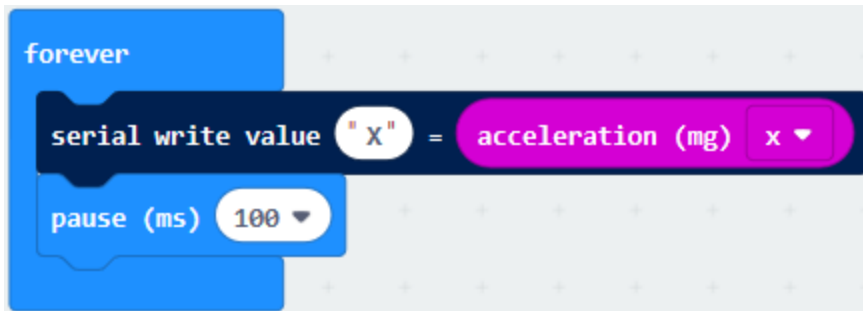 forever
serial write value "X" = acceleration (mg) x
pause (ms) 100